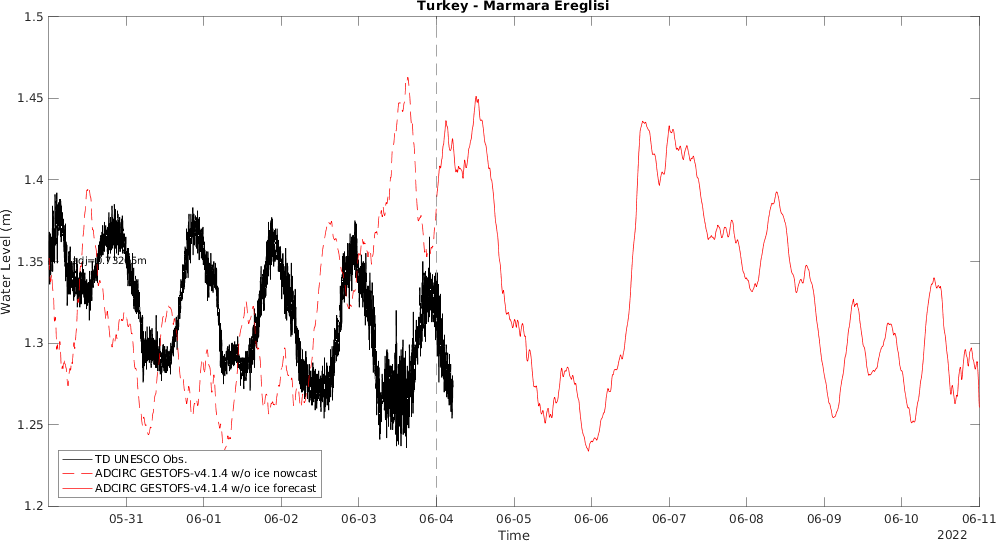 Turkey - Marmara Ereglisi
1.5
1.45
1.4
1.35
1.3
1.25
1.2
Water Level (m)
TD UNESCO Obs.
ADCIRC GESTOFS-v4.1.4 w/o ice nowcast
ADCIRC GESTOFS-v4.1.4 w/o ice forecast
05-31 06-01 06-02 06-03 06-04 06-05 06-06 06-07 06-08 06-09 06-10 06-11
Time
2022